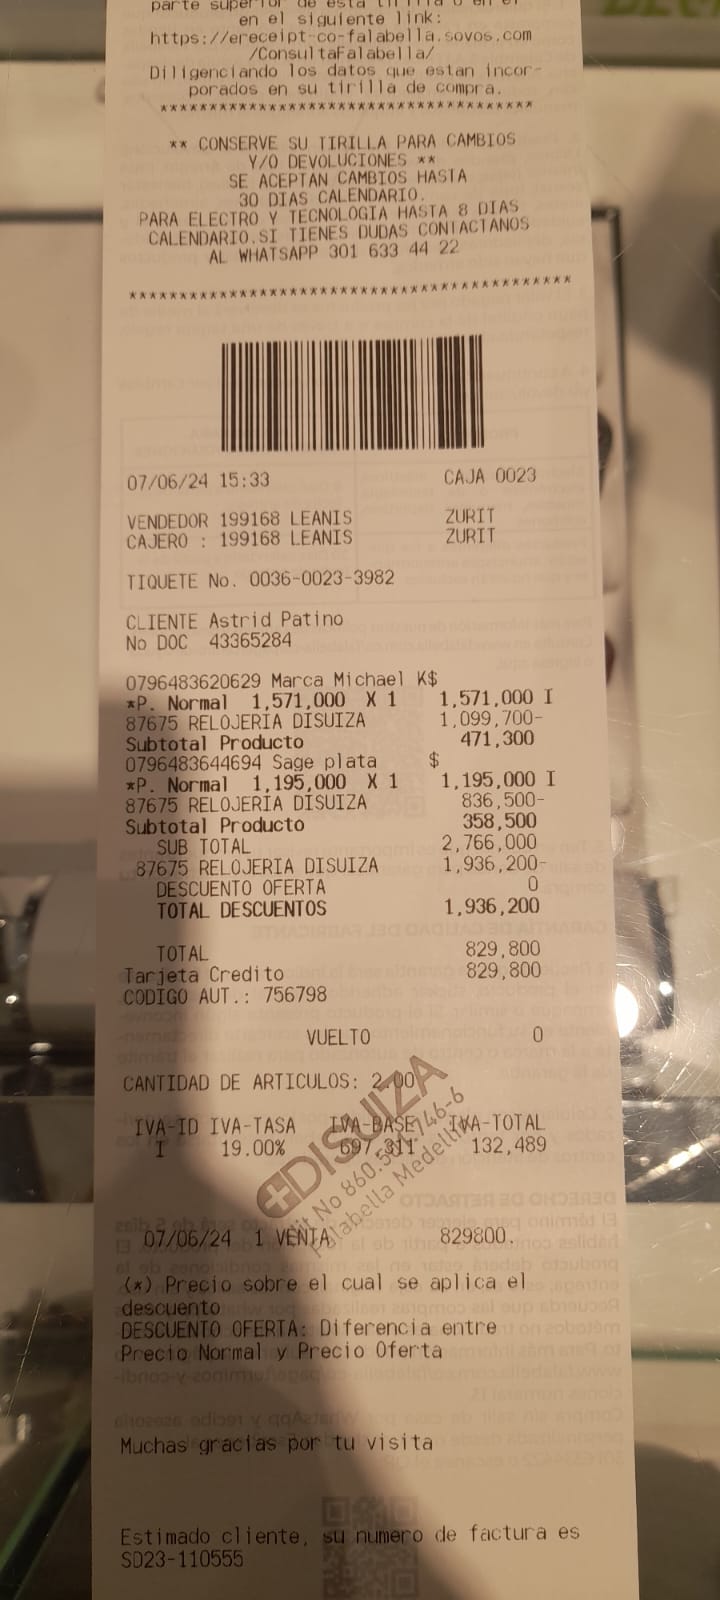 parte superior de esta tirilla o en el
en el siguiente link:
https://ereceipt-co-falabella.sovos.com
/ConsultaFalabella/
Diligenciando los datos que estan incor-
porados en su tirilla de compra.
** CONSERVE SU TIRILLA PARA CAMBIOS
Y/O DEVOLUCIONES **
SE ACEPTAN CAMBIOS HASTA
30 DIAS CALENDARIO.
PARA ELECTRO Y TECNOLOGIA HASTA 8 DIAS
CALENDARIO.SI TIENES DUDAS CONTACTANOS
AL WHATSAPP 301 633 44 22
07/06/24 15:33 CAJA 0023
VENDEDOR 199168 LEANIS ZURIT
CAJERO : 199168 LEANIS ZURIT
TIQUETE No. 0036-0023-3982
CLIENTE Astrid Patino
No DOC 43365284
0796483620629 Marca Michael K$
*P. Normal 1,571,000 X 1 1,571,000 I
87675 RELOJERIA DISUIZA 1,099,700-
Subtotal Producto 471,300
0796483644694 Sage plata $
*P. Normal 1,195,000 X 1 1,195,000 I
87675 RELOJERIA DISUIZA 836,500-
Subtotal Producto 358,500
SUB TOTAL 2,766,000
87675 RELOJERIA DISUIZA 1,936,200-
DESCUENTO OFERTA 0
TOTAL DESCUENTOS 1,936,200
TOTAL 829,800
Tarjeta Credito 829,800
CODIGO AUT.: 756798
VUELTO 0
CANTIDAD DE ARTICULOS: 2.00
IVA-ID IVA-TASA IVA-BASE IVA-TOTAL
I 19.00% 697,311 132,489
DISUIZA
Falabella Medellín
07/06/24 1 VENTA 829800.
(*) Precio sobre el cual se aplica el
descuento
DESCUENTO OFERTA: Diferencia entre
Precio Normal y Precio Oferta
Muchas gracias por tu visita
Estimado cliente, su numero de factura es
SD23-110555